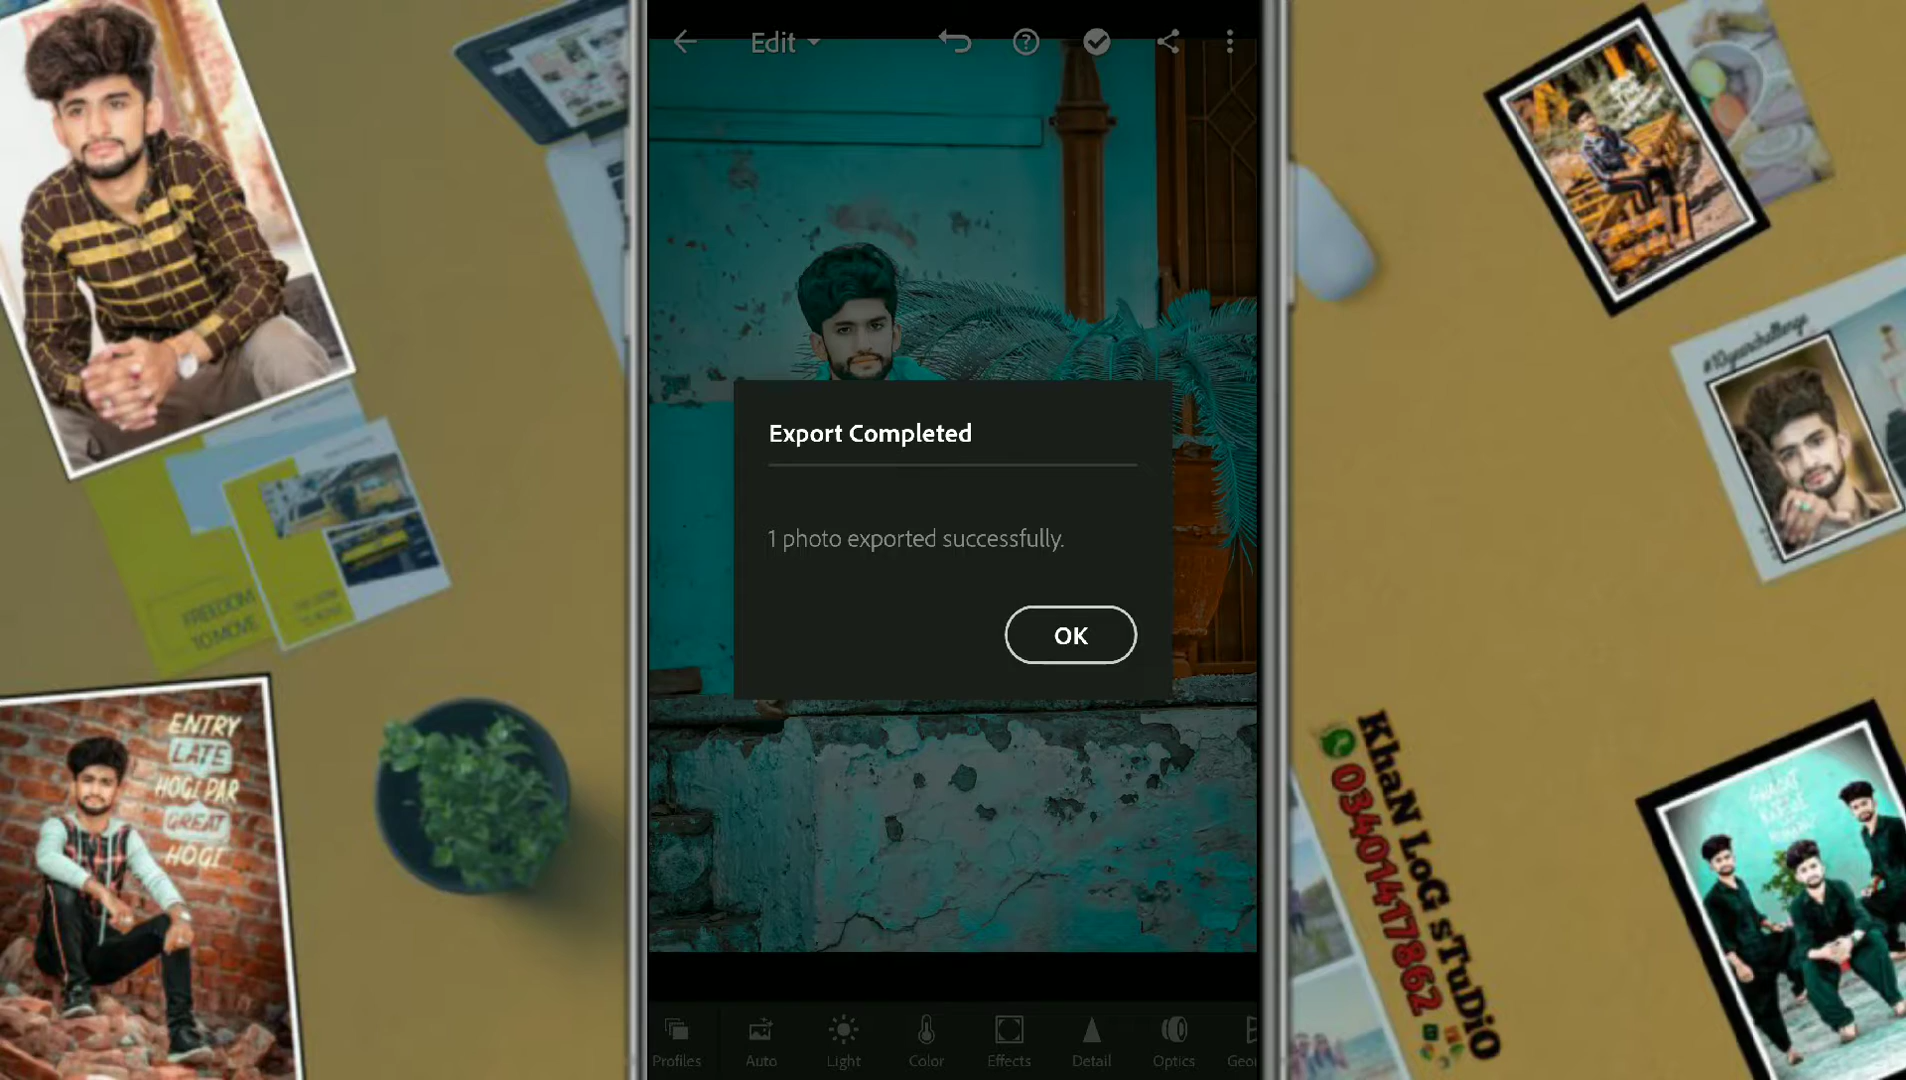 Edit
Export Completed
1 photo exported successfully.
OK
Profiles
Auto
Light
Color
Effects
Detail
Optics
FREEDOM
TO MOVE
ENTRY
LATE
HOGI PAR
GREAT
HOGI
#10yearchallenge
KhaN LoG sTuDiO
03401417862